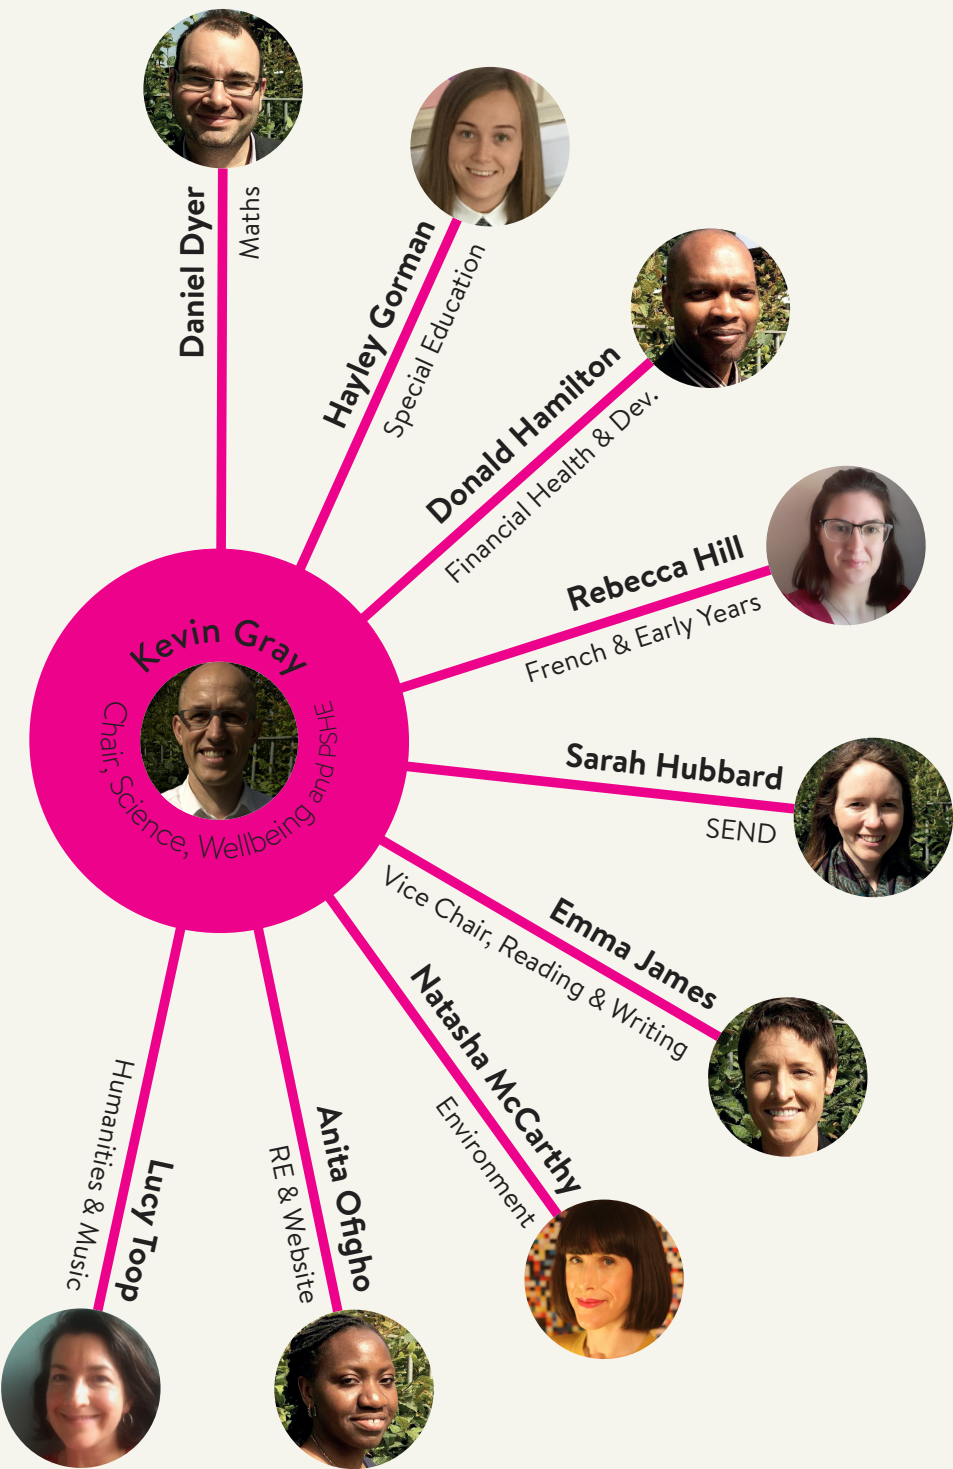 Daniel Dyer
Maths
Hayley Gorman
Special Education
Donald Hamilton
Financial Health & Dev.
Rebecca Hill
French & Early Years
Kevin Gray
Chair, Science, Wellbeing and PSHE
Sarah Hubbard
SEND
Emma James
Vice Chair, Reading & Writing
Natasha McCarthy
Environment
Anita Ofigho
RE & Website
Lucy Toop
Humanities & Music